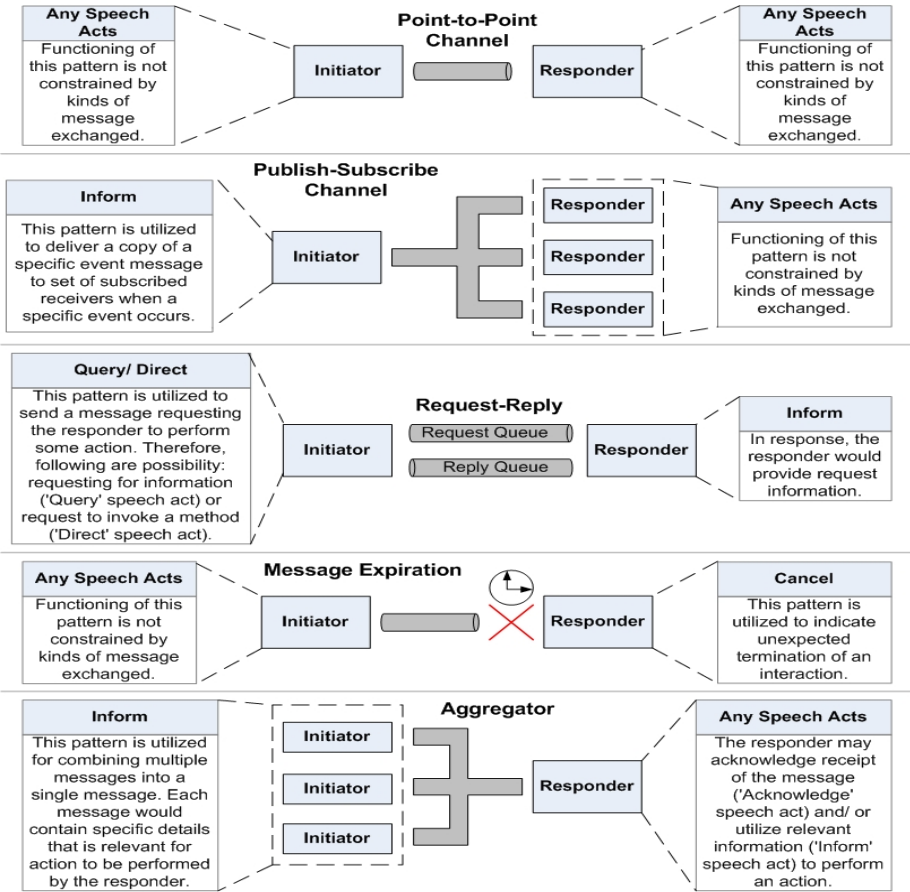 Any Speech
Acts
Functioning of
this pattern is not
constrained by
kinds of
message
exchanged.
Point-to-Point
Channel
Initiator
Responder
Any Speech
Acts
Functioning of
this pattern is not
constrained by
kinds of
message
exchanged.
Publish-Subscribe
Channel
Inform
This pattern is utilized
to deliver a copy of a
specific event message
to set of subscribed
receivers when a
specific event occurs.
Initiator
Responder
Responder
Responder
Any Speech Acts
Functioning of this
pattern is not
constrained by
kinds of message
exchanged.
Query/ Direct
This pattern is utilized to
send a message requesting
the responder to perform
some action. Therefore,
following are possibility:
requesting for information
('Query' speech act) or
request to invoke a method
('Direct' speech act).
Request-Reply
Initiator
Request Queue
Reply Queue
Responder
Inform
In response, the
responder would
provide request
information.
Any Speech Acts
Functioning of this
pattern is not
constrained by
kinds of message
exchanged.
Message Expiration
Initiator
Responder
Cancel
This pattern is
utilized to indicate
unexpected
termination of an
interaction.
Inform
This pattern is utilized
for combining multiple
messages into a
single message. Each
message would
contain specific details
that is relevant for
action to be performed
by the responder.
Aggregator
Initiator
Initiator
Initiator
Responder
Any Speech Acts
The responder may
acknowledge receipt
of the message
('Acknowledge'
speech act) and/ or
utilize relevant
information ('Inform'
speech act) to perform
an action.